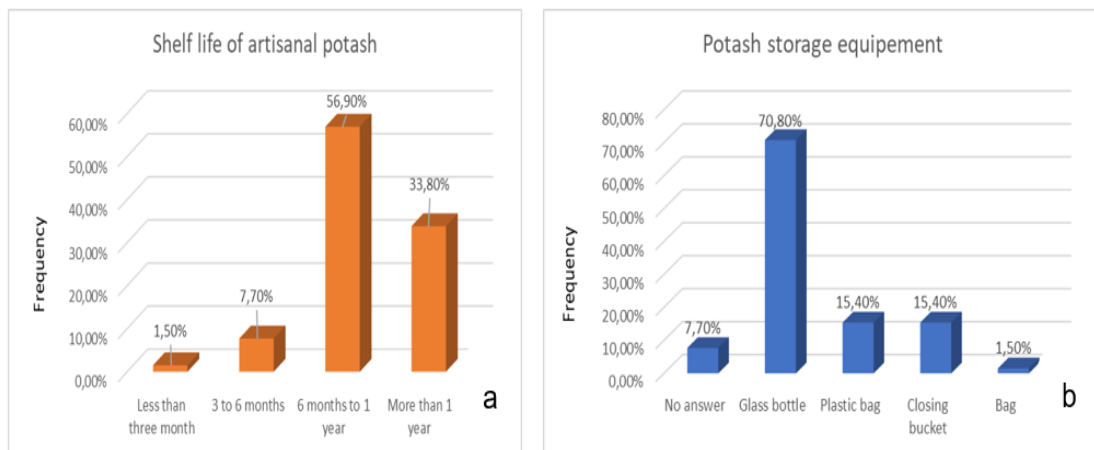 Shelf life of artisanal potash
Frequency
60,00%
50,00%
40,00%
30,00%
20,00%
10,00%
0,00%
1,50%
7,70%
56,90%
33,80%
Less than
three month
3 to 6 months
6 months to 1
year
More than 1
year
a
Potash storage equipement
Frequency
80,00%
70,00%
60,00%
50,00%
40,00%
30,00%
20,00%
10,00%
0,00%
7,70%
70,80%
15,40%
15,40%
1,50%
No answer
Glass bottle
Plastic bag
Closing
bucket
Bag
b